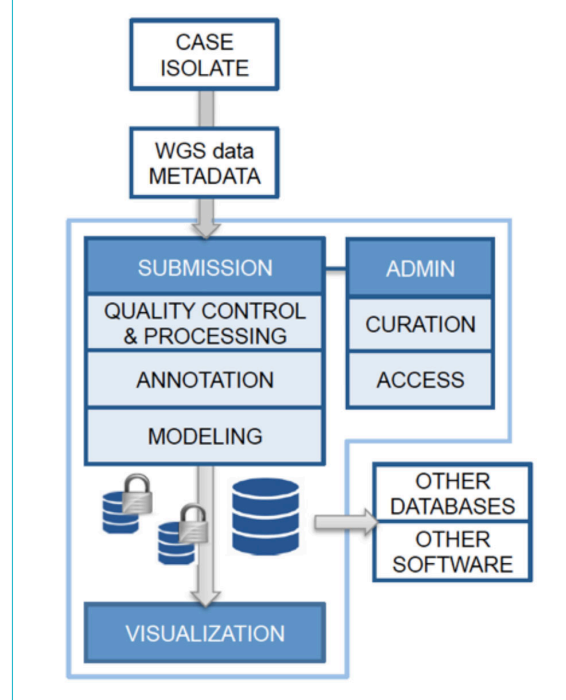 CASE
ISOLATE
WGS data
METADATA
SUBMISSION
QUALITY CONTROL
& PROCESSING
ANNOTATION
MODELING
ADMIN
CURATION
ACCESS
OTHER
DATABASES
OTHER
SOFTWARE
VISUALIZATION